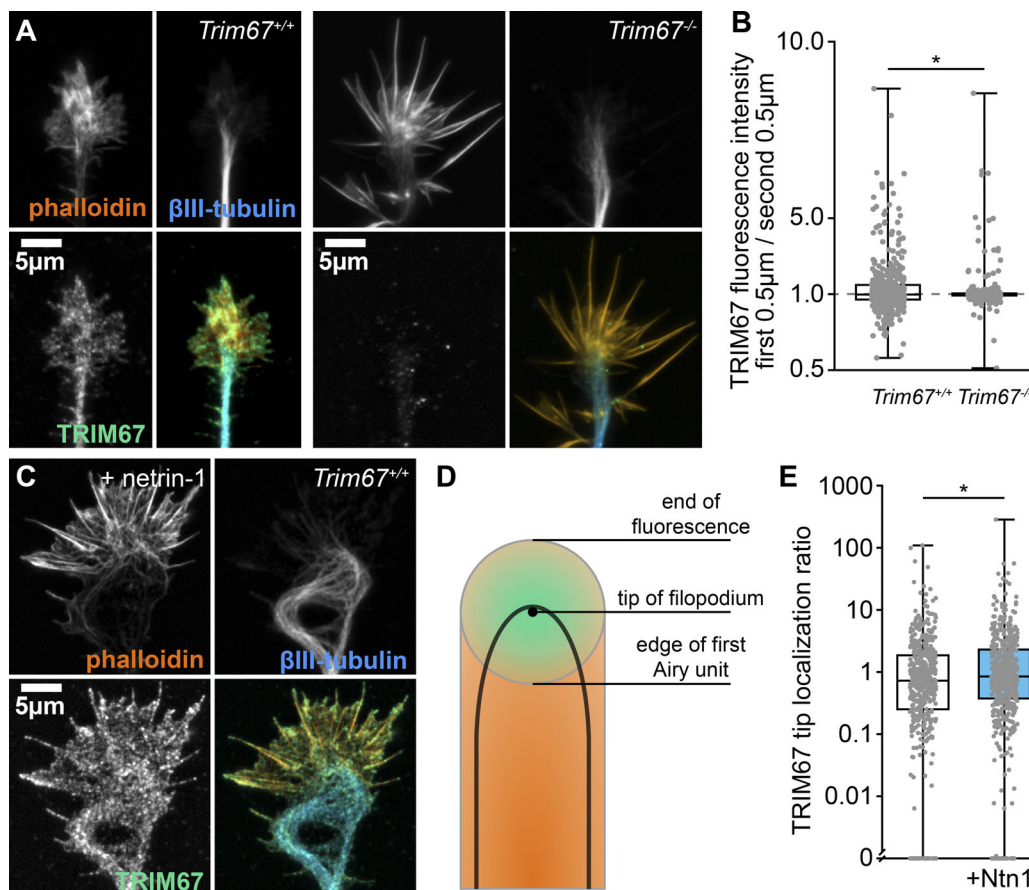 A
Trim67+/+
Trim67-/-
phalloidin
βIII-tubulin
5μm
5μm
TRIM67
B
TRIM67 fluorescence intensity
first 0.5μm / second 0.5μm
10.0
*
5.0
1.0
0.5
Trim67+/+ Trim67-/-
C
+ netrin-1
Trim67+/+
phalloidin
βIII-tubulin
5μm
TRIM67
D
end of
fluorescence
tip of filopodium
edge of first
Airy unit
E
TRIM67 tip localization ratio
1000
*
100
10
1
0.1
0.01
0
+Ntn1